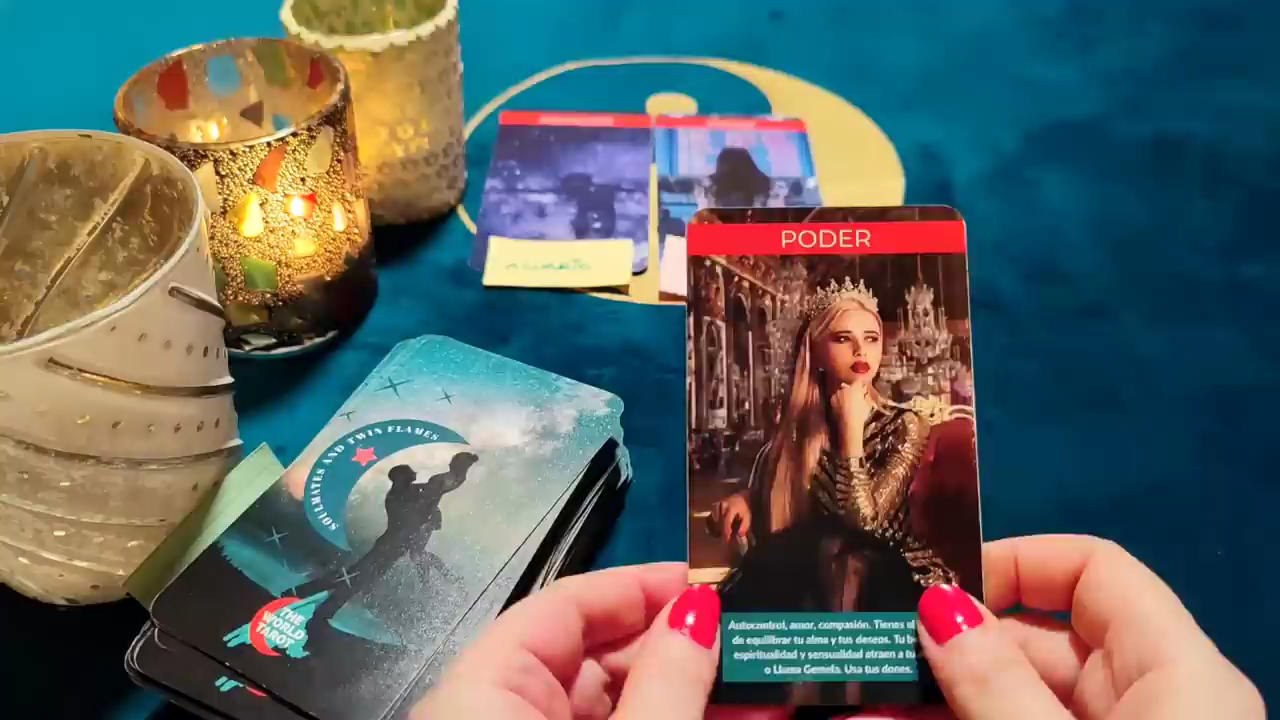 PODER
ACUARIO
SOULMATES AND TWIN FLAMES
THE
WORLD
TAROT
Autocontrol, amor, compasión. Tienes el
de equilibrar tu alma y tus deseos. Tu
espiritualidad y sensualidad atraen a tu
o Llama Gemela. Usa tus dones.